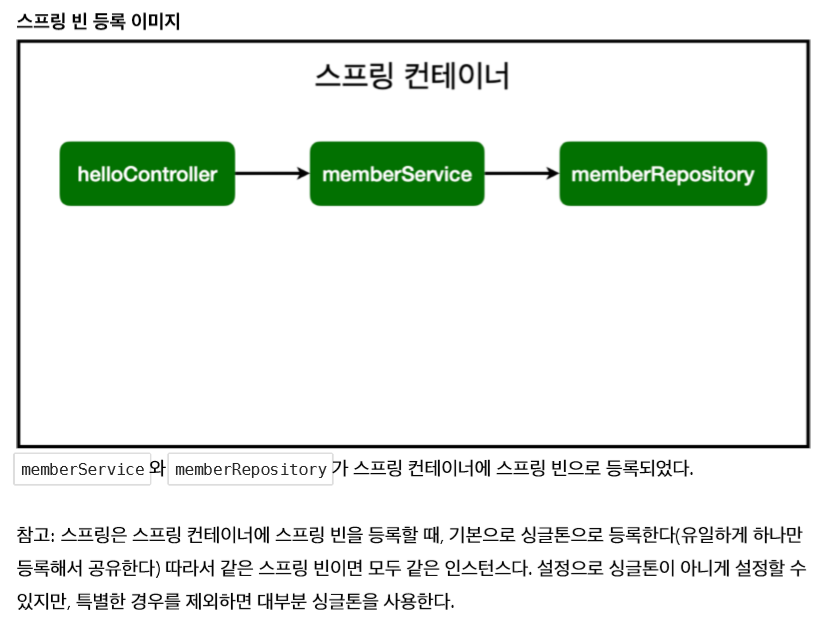 스프링 빈 등록 이미지
스프링 컨테이너
helloController
memberService
memberRepository
memberService 와 memberRepository 가 스프링 컨테이너에 스프링 빈으로 등록되었다.
참고: 스프링은 스프링 컨테이너에 스프링 빈을 등록할 때, 기본으로 싱글톤으로 등록한다(유일하게 하나만
등록해서 공유한다) 따라서 같은 스프링 빈이면 모두 같은 인스턴스다. 설정으로 싱글톤이 아니게 설정할 수
있지만, 특별한 경우를 제외하면 대부분 싱글톤을 사용한다.